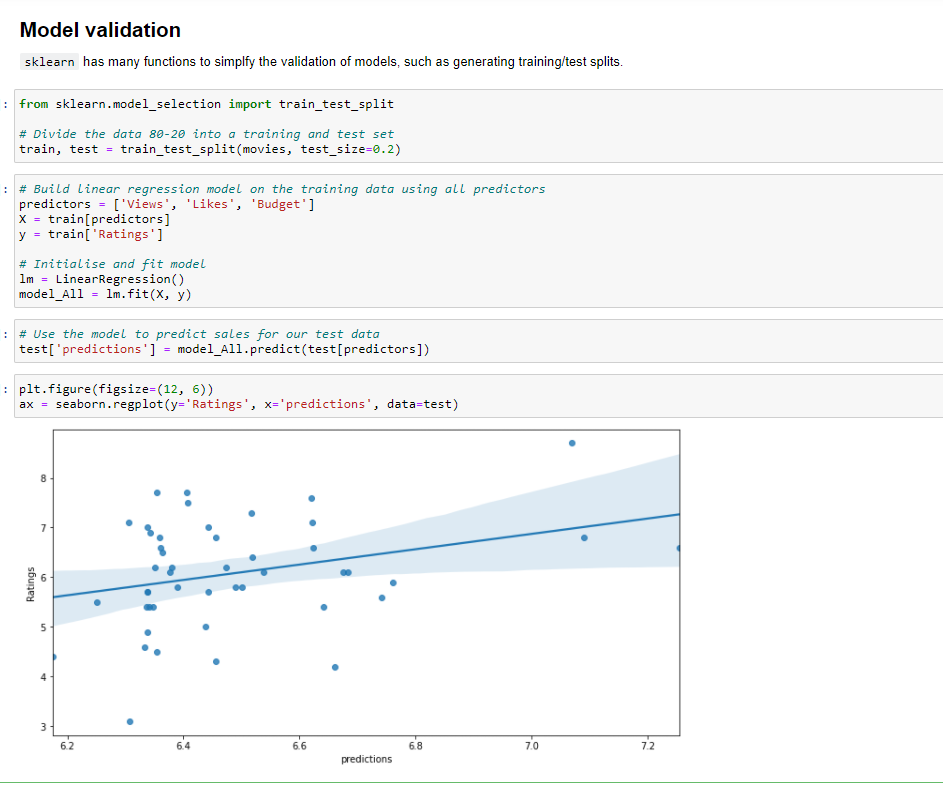 Model validation
sklearn has many functions to simplfy the validation of models, such as generating training/test splits.
: from sklearn.model_selection import train_test_split
# Divide the data 80-20 into a training and test set
train, test = train_test_split(movies, test_size=0.2)
: # Build linear regression model on the training data using all predictors
predictors = ['Views', 'Likes', 'Budget']
X = train[predictors]
y = train['Ratings']
# Initialise and fit model
lm = LinearRegression()
model_All = lm.fit(X, y)
: # Use the model to predict sales for our test data
test['predictions'] = model_All.predict(test[predictors])
: plt.figure(figsize=(12, 6))
ax = seaborn.regplot(y='Ratings', x='predictions', data=test)
8
7
6
5
4
3
Ratings
6.2 6.4 6.6 6.8 7.0 7.2
predictions